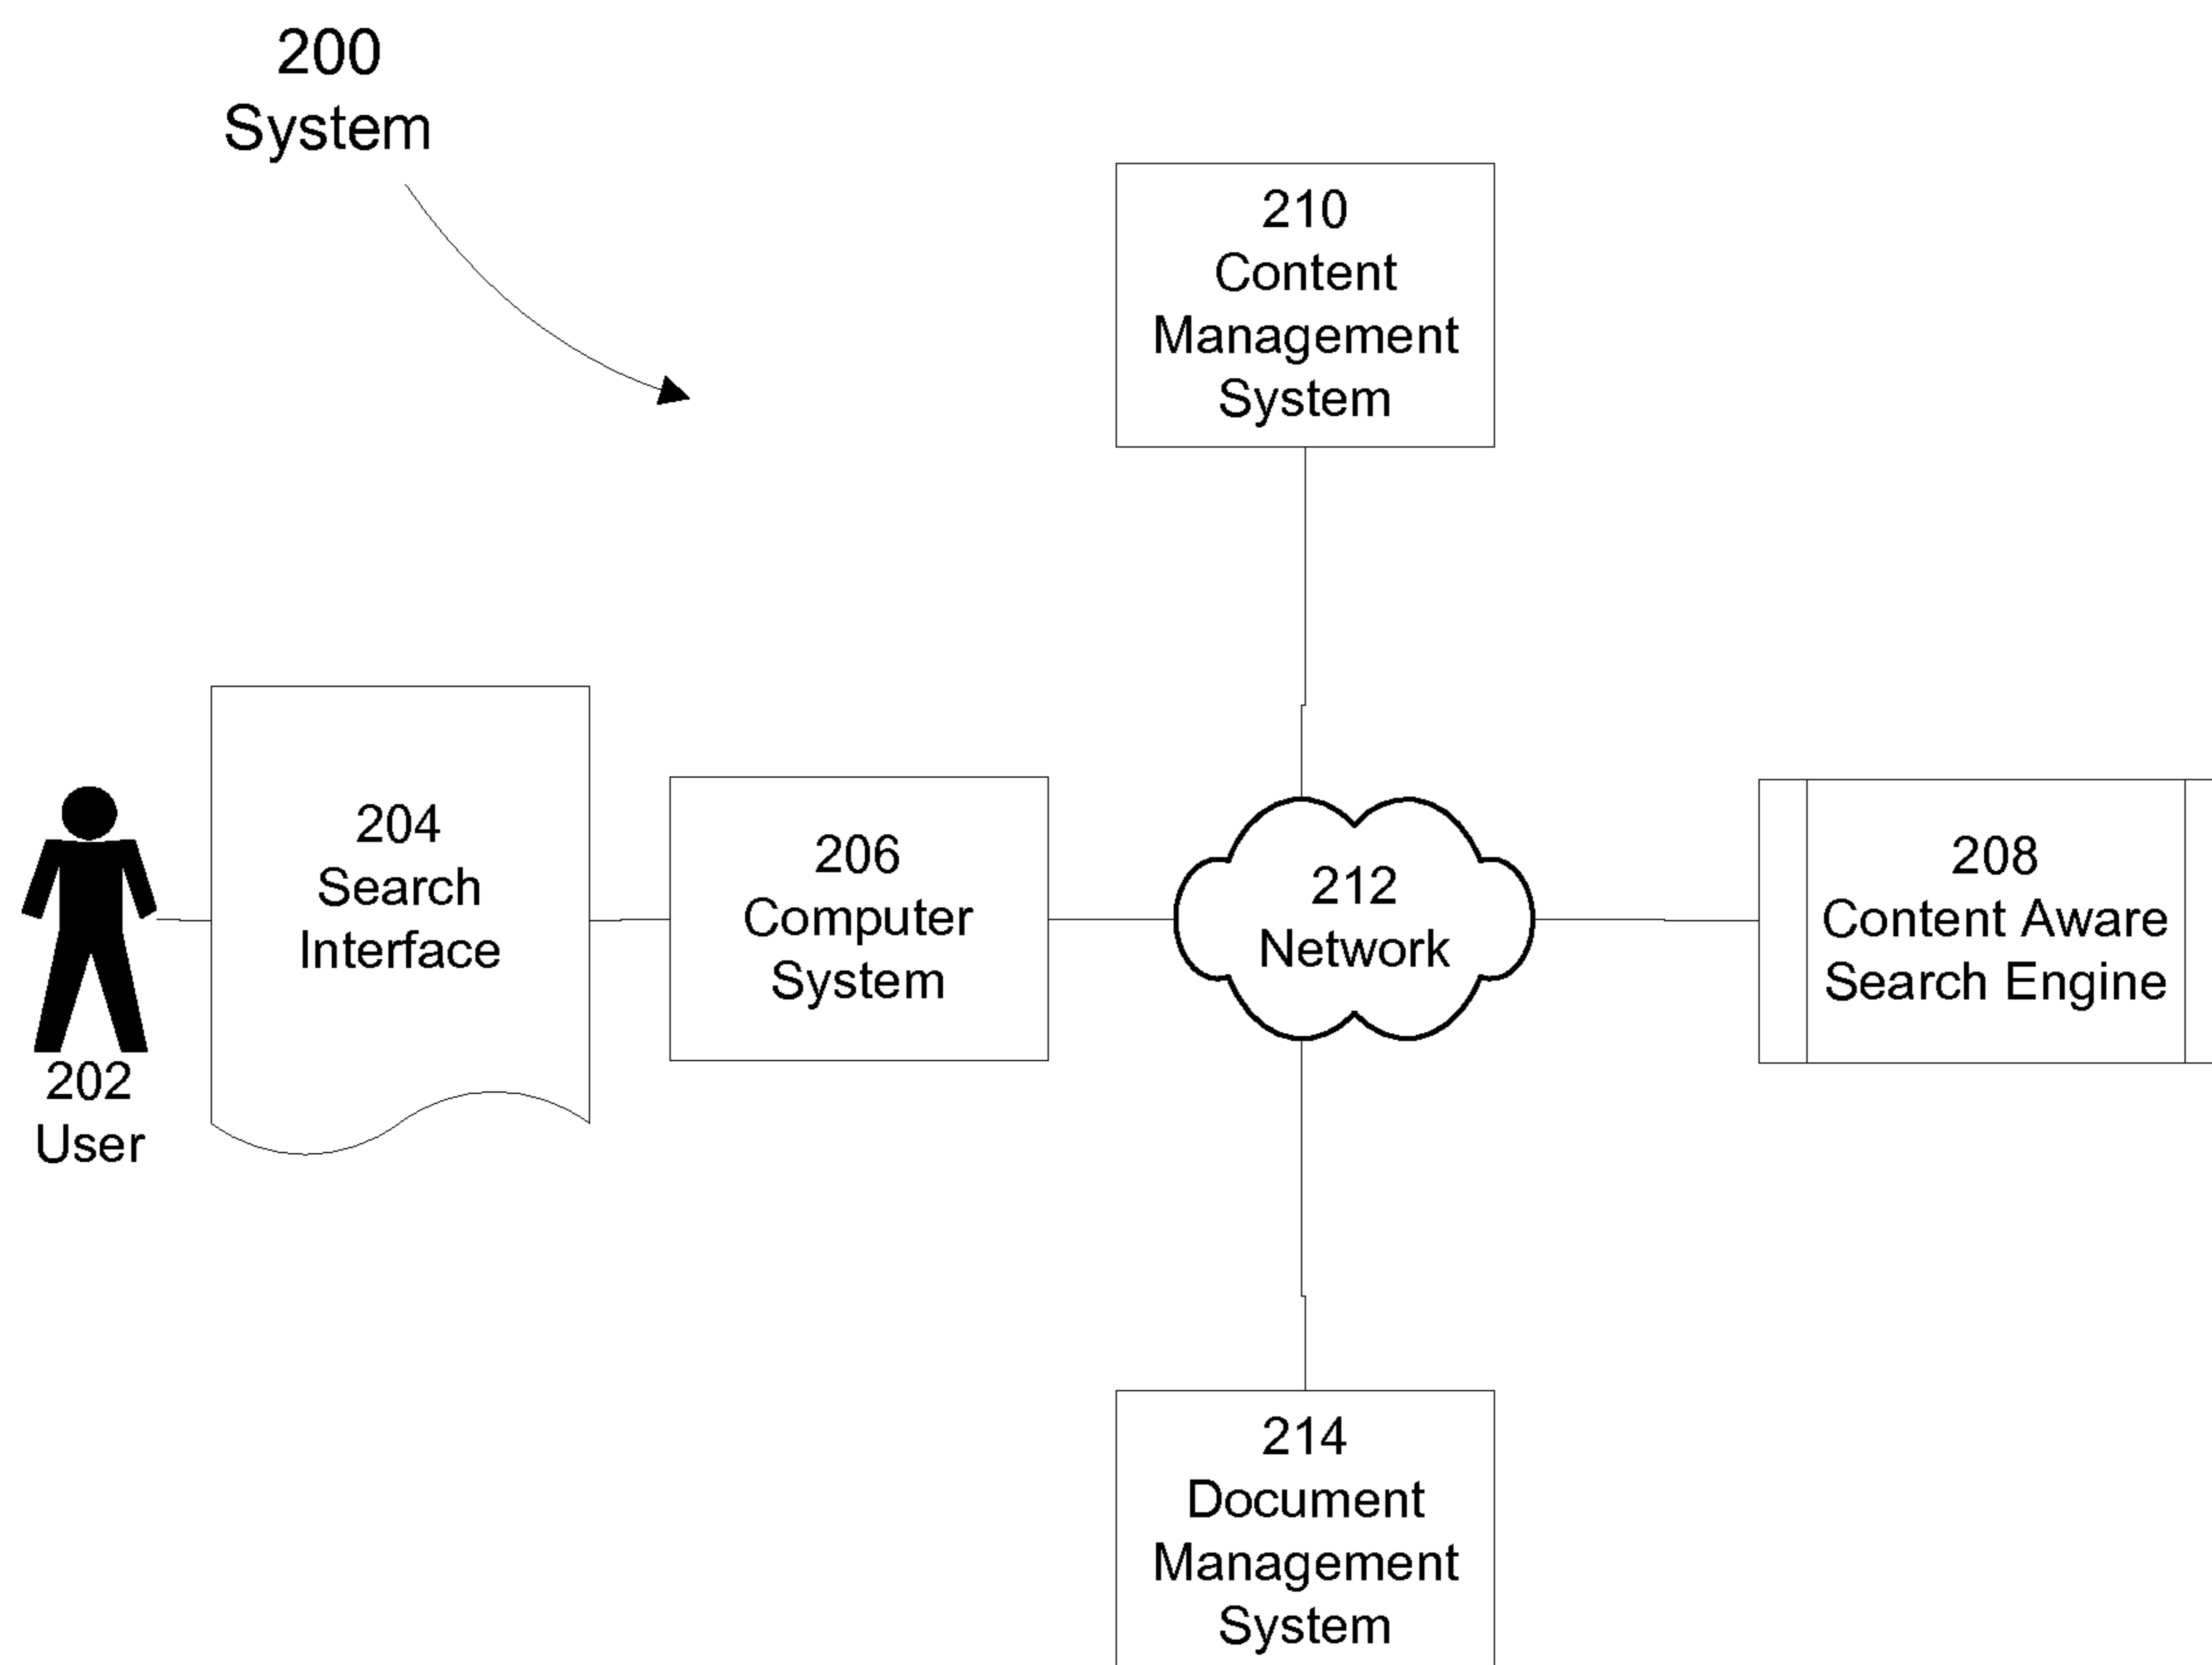 200
System
210
Content
Management
System
204
Search
Interface
206
Computer
System
212
Network
208
Content Aware
Search Engine
202
User
214
Document
Management
System